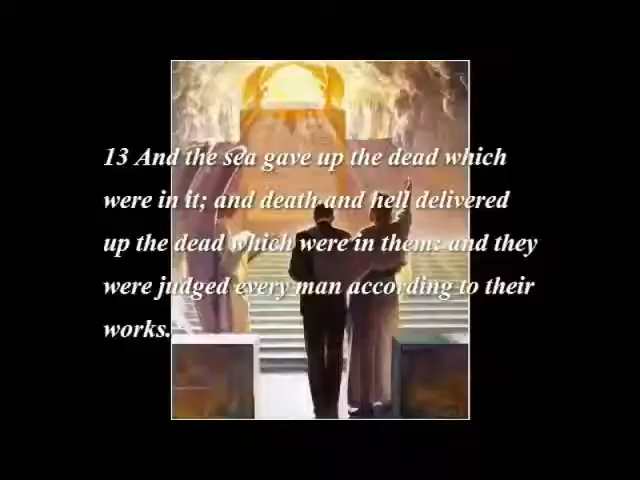 13 And the sea gave up the dead which
were in it; and death and hell delivered
up the dead which were in them: and they
were judged every man according to their
works.